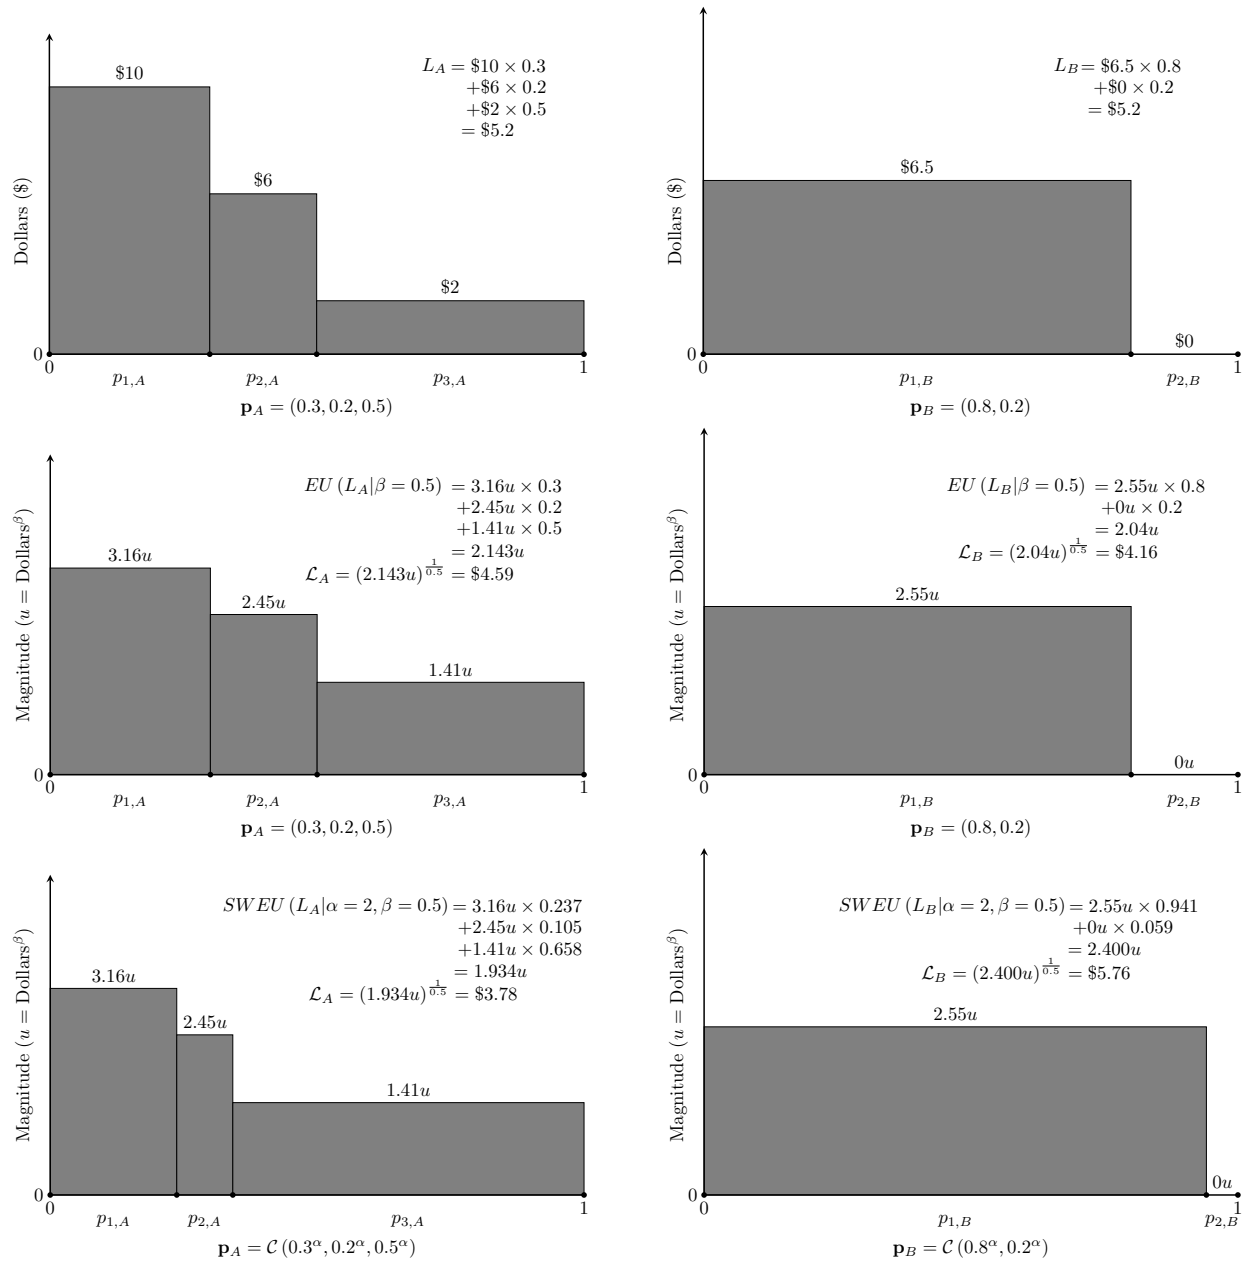 L_A = $10 × 0.3
+$6 × 0.2
+$2 × 0.5
= $5.2
$10
$6
$2
Dollars ($)
0
0
1
p_{1,A} p_{2,A} p_{3,A}
𝐩_A = (0.3, 0.2, 0.5)
L_B = $6.5 × 0.8
+$0 × 0.2
= $5.2
$6.5
$0
Dollars ($)
0
0
1
p_{1,B} p_{2,B}
𝐩_B = (0.8, 0.2)
EU (L_A|β = 0.5) = 3.16u × 0.3
+2.45u × 0.2
+1.41u × 0.5
= 2.143u
ℒ_A = (2.143u)^{\frac{1}{0.5}} = $4.59
3.16u
2.45u
1.41u
Magnitude (u = Dollars^β)
0
0
1
p_{1,A} p_{2,A} p_{3,A}
𝐩_A = (0.3, 0.2, 0.5)
EU (L_B|β = 0.5) = 2.55u × 0.8
+0u × 0.2
= 2.04u
ℒ_B = (2.04u)^{\frac{1}{0.5}} = $4.16
2.55u
0u
Magnitude (u = Dollars^β)
0
0
1
p_{1,B} p_{2,B}
𝐩_B = (0.8, 0.2)
SWEU (L_A|α = 2, β = 0.5) = 3.16u × 0.237
+2.45u × 0.105
+1.41u × 0.658
= 1.934u
ℒ_A = (1.934u)^{\frac{1}{0.5}} = $3.78
3.16u
2.45u
1.41u
Magnitude (u = Dollars^β)
0
0
1
p_{1,A} p_{2,A} p_{3,A}
𝐩_A = 𝒞 (0.3^α, 0.2^α, 0.5^α)
SWEU (L_B|α = 2, β = 0.5) = 2.55u × 0.941
+0u × 0.059
= 2.400u
ℒ_B = (2.400u)^{\frac{1}{0.5}} = $5.76
2.55u
0u
Magnitude (u = Dollars^β)
0
0
1
p_{1,B} p_{2,B}
𝐩_B = 𝒞 (0.8^α, 0.2^α)